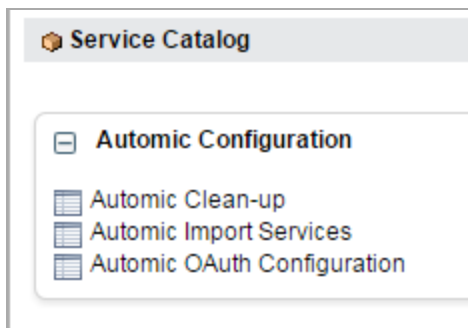 Service Catalog
Automic Configuration
Automic Clean-up
Automic Import Services
Automic OAuth Configuration